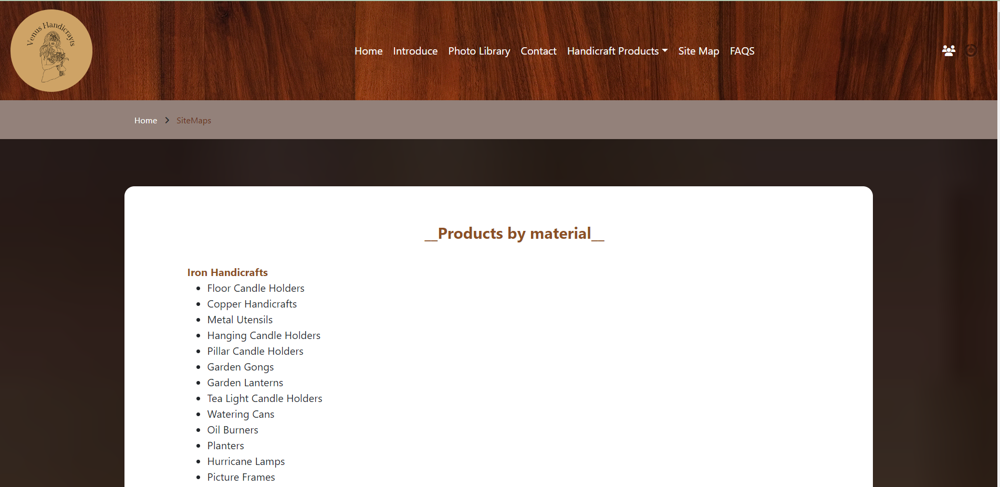 Venus Handicrayts
Home Introduce Photo Library Contact Handicraft Products Site Map FAQS
Home SiteMaps
__Products by material__
Iron Handicrafts
Floor Candle Holders
Copper Handicrafts
Metal Utensils
Hanging Candle Holders
Pillar Candle Holders
Garden Gongs
Garden Lanterns
Tea Light Candle Holders
Watering Cans
Oil Burners
Planters
Hurricane Lamps
Picture Frames